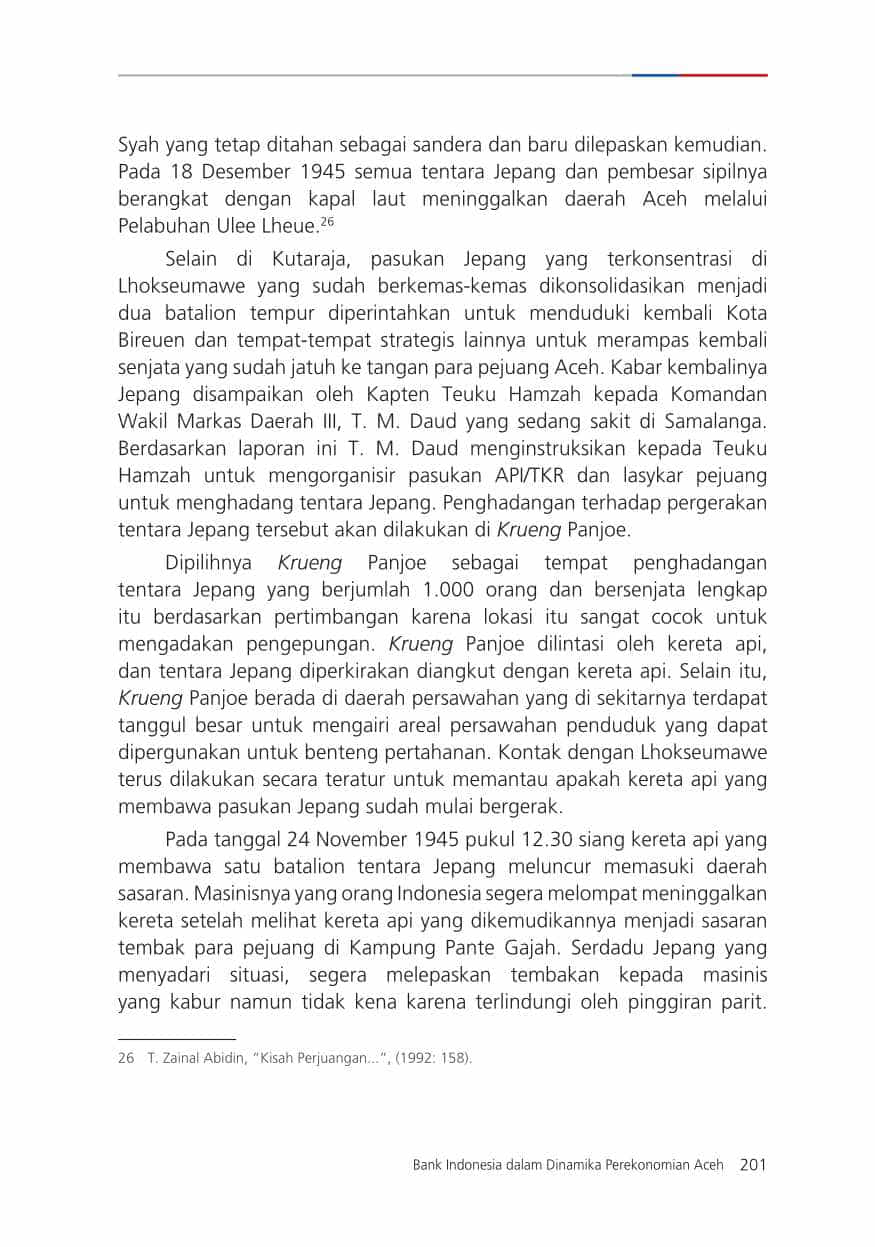 Syah yang tetap ditahan sebagai sandera dan baru dilepaskan kemudian.
Pada 18 Desember 1945 semua tentara Jepang dan pembesar sipilnya
berangkat dengan kapal laut meninggalkan daerah Aceh melalui
Pelabuhan Ulee Lheue.26
Selain di Kutaraja, pasukan Jepang yang terkonsentrasi di
Lhokseumawe yang sudah berkemas-kemas dikonsolidasikan menjadi
dua batalion tempur diperintahkan untuk menduduki kembali Kota
Bireuen dan tempat-tempat strategis lainnya untuk merampas kembali
senjata yang sudah jatuh ke tangan para pejuang Aceh. Kabar kembalinya
Jepang disampaikan oleh Kapten Teuku Hamzah kepada Komandan
Wakil Markas Daerah III, T. M. Daud yang sedang sakit di Samalanga.
Berdasarkan laporan ini T. M. Daud menginstruksikan kepada Teuku
Hamzah untuk mengorganisir pasukan API/TKR dan lasykar pejuang
untuk menghadang tentara Jepang. Penghadangan terhadap pergerakan
tentara Jepang tersebut akan dilakukan di Krueng Panjoe.
Dipilihnya Krueng Panjoe sebagai tempat penghadangan
tentara Jepang yang berjumlah 1.000 orang dan bersenjata lengkap
itu berdasarkan pertimbangan karena lokasi itu sangat cocok untuk
mengadakan pengepungan. Krueng Panjoe dilintasi oleh kereta api,
dan tentara Jepang diperkirakan diangkut dengan kereta api. Selain itu,
Krueng Panjoe berada di daerah persawahan yang di sekitarnya terdapat
tanggul besar untuk mengairi areal persawahan penduduk yang dapat
dipergunakan untuk benteng pertahanan. Kontak dengan Lhokseumawe
terus dilakukan secara teratur untuk memantau apakah kereta api yang
membawa pasukan Jepang sudah mulai bergerak.
Pada tanggal 24 November 1945 pukul 12.30 siang kereta api yang
membawa satu batalion tentara Jepang meluncur memasuki daerah
sasaran. Masinisnya yang orang Indonesia segera melompat meninggalkan
kereta setelah melihat kereta api yang dikemudikannya menjadi sasaran
tembak para pejuang di Kampung Pante Gajah. Serdadu Jepang yang
menyadari situasi, segera melepaskan tembakan kepada masinis
yang kabur namun tidak kena karena terlindungi oleh pinggiran parit.
26 T. Zainal Abidin, “Kisah Perjuangan...”, (1992: 158).
Bank Indonesia dalam Dinamika Perekonomian Aceh 201